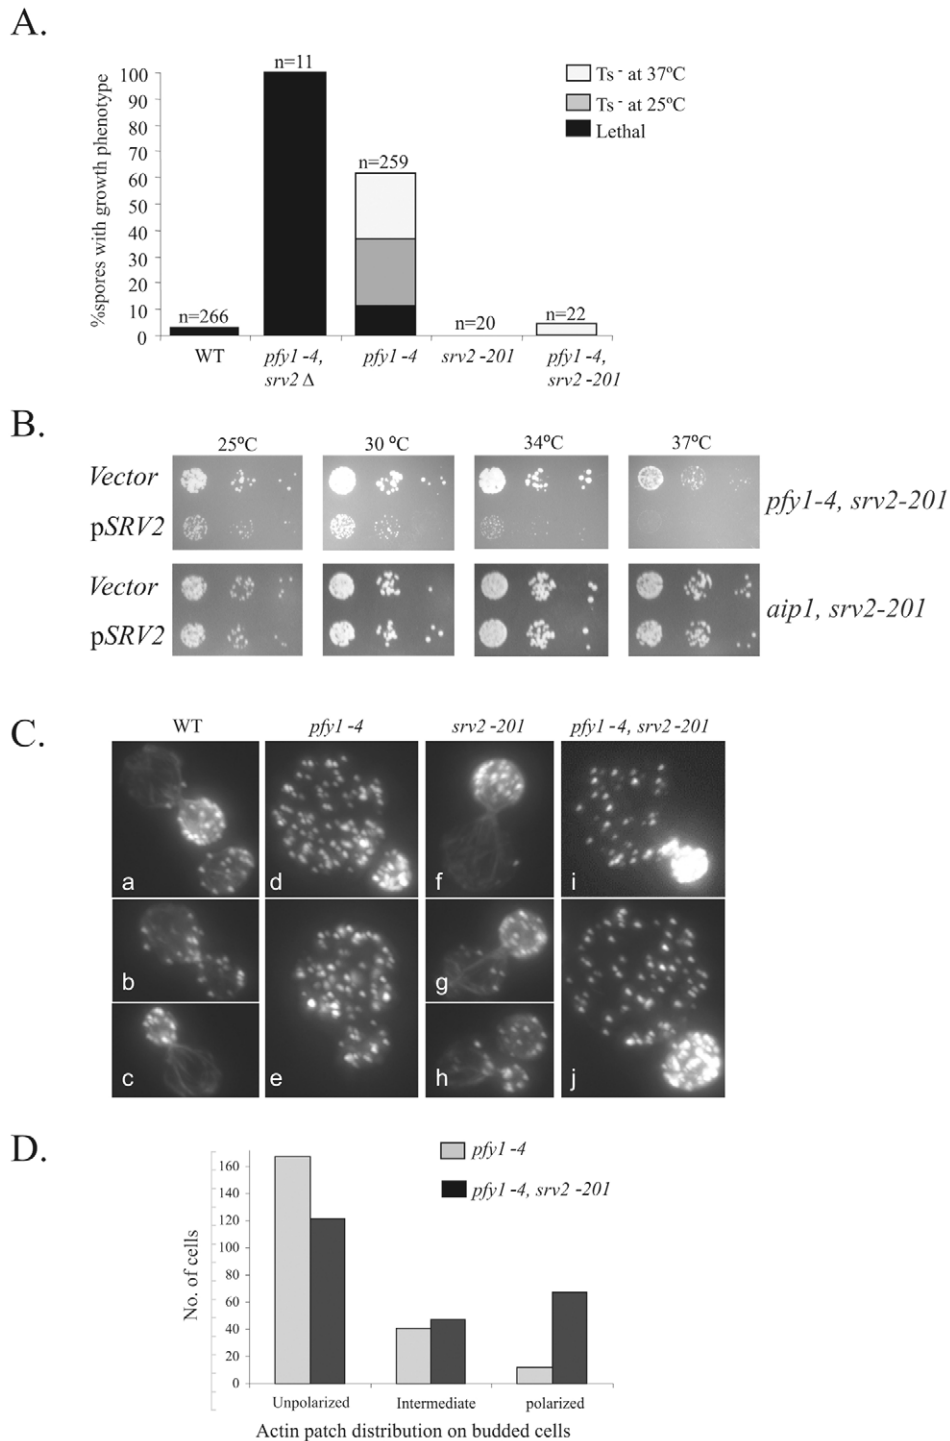 A.
n=11
100
90
80
70
60
50
40
30
20
10
0
%spores with growth phenotype
n=266
n=259
n=20
n=22
WT
pfy1-4, srv2 Δ
pfy1-4
srv2-201
pfy1-4, srv2-201
Ts⁻ at 37ºC
Ts⁻ at 25ºC
Lethal
B.
25ºC 30 ºC 34ºC 37ºC
Vector
pSRV2
pfy1-4, srv2-201
Vector
pSRV2
aip1, srv2-201
C.
WT pfy1-4 srv2-201 pfy1-4, srv2-201
a
d
f
i
b
g
c
e
h
j
D.
160
140
120
100
80
60
40
20
0
No. of cells
pfy1-4
pfy1-4, srv2-201
Unpolarized Intermediate polarized
Actin patch distribution on budded cells